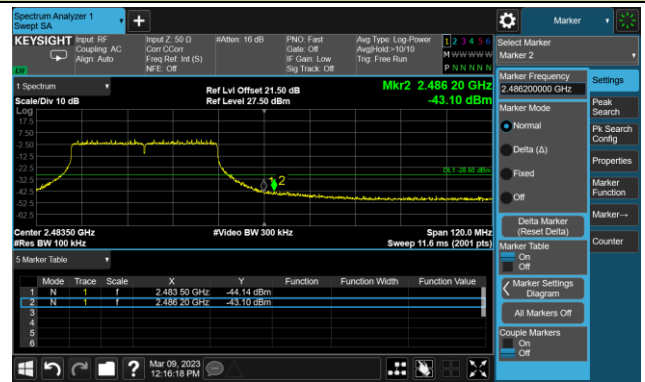 Spectrum Analyzer 1
Swept SA
Marker
KEYSIGHT
Input: RF
Coupling: AC
Align: Auto
Input Z: 50 Ω
Corr CCorr
Freq Ref: Int (S)
NFE: Off
#Atten: 16 dB
PNO: Fast
Gate: Off
IF Gain: Low
Sig Track: Off
Avg Type: Log-Power
Avg|Hold:>10/10
Trig: Free Run
1 2 3 4 5 6
M W W W W W
P N N N N N
Select Marker
Marker 2
1 Spectrum
Scale/Div 10 dB
Ref Lvl Offset 21.50 dB
Ref Level 27.50 dBm
Mkr2 2.486 20 GHz
-43.10 dBm
Log
17.5
7.50
-2.50
-12.5
-22.5
-32.5
-42.5
-52.5
-62.5
1
2
Center 2.48350 GHz
#Res BW 100 kHz
#Video BW 300 kHz
Span 120.0 MHz
Sweep 11.6 ms (2001 pts)
5 Marker Table
Mode Trace Scale X Y Function Function Width Function Value
1 N 1 f 2.483 50 GHz -44.14 dBm
2 N 1 f 2.486 20 GHz -43.10 dBm
3
4
5
6
Marker Frequency
2.486200000 GHz
Marker Mode
Normal
Delta (Δ)
Fixed
Off
Delta Marker
(Reset Delta)
Marker Table
On
Off
Marker Settings
Diagram
All Markers Off
Couple Markers
On
Off
Settings
Peak
Search
Pk Search
Config
Properties
Marker
Function
Marker→
Counter
?
Mar 09, 2023
12:16:18 PM